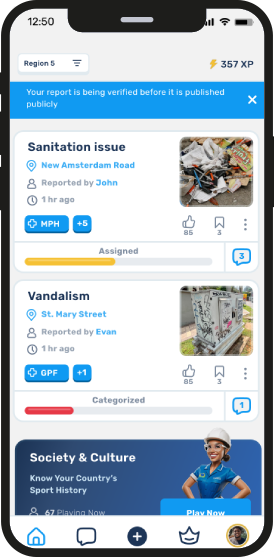 12:50
Region 5
357 XP
Your report is being verified before it is published
publicly
Sanitation issue
New Amsterdam Road
Reported by John
1 hr ago
MPH
+5
85
3
Assigned
3
Vandalism
St. Mary Street
Reported by Evan
1 hr ago
GPF
+1
85
3
Categorized
1
Society & Culture
Know Your Country's
Sport History
67 Playing Now
Play Now